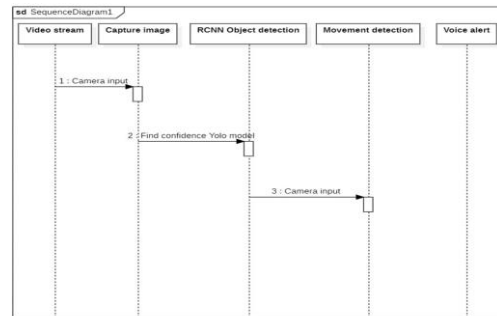 sd SequenceDiagram1
Video stream
Capture image
RCNN Object detection
Movement detection
Voice alert
1 : Camera input
2 : Find confidence Yolo model
3 : Camera input